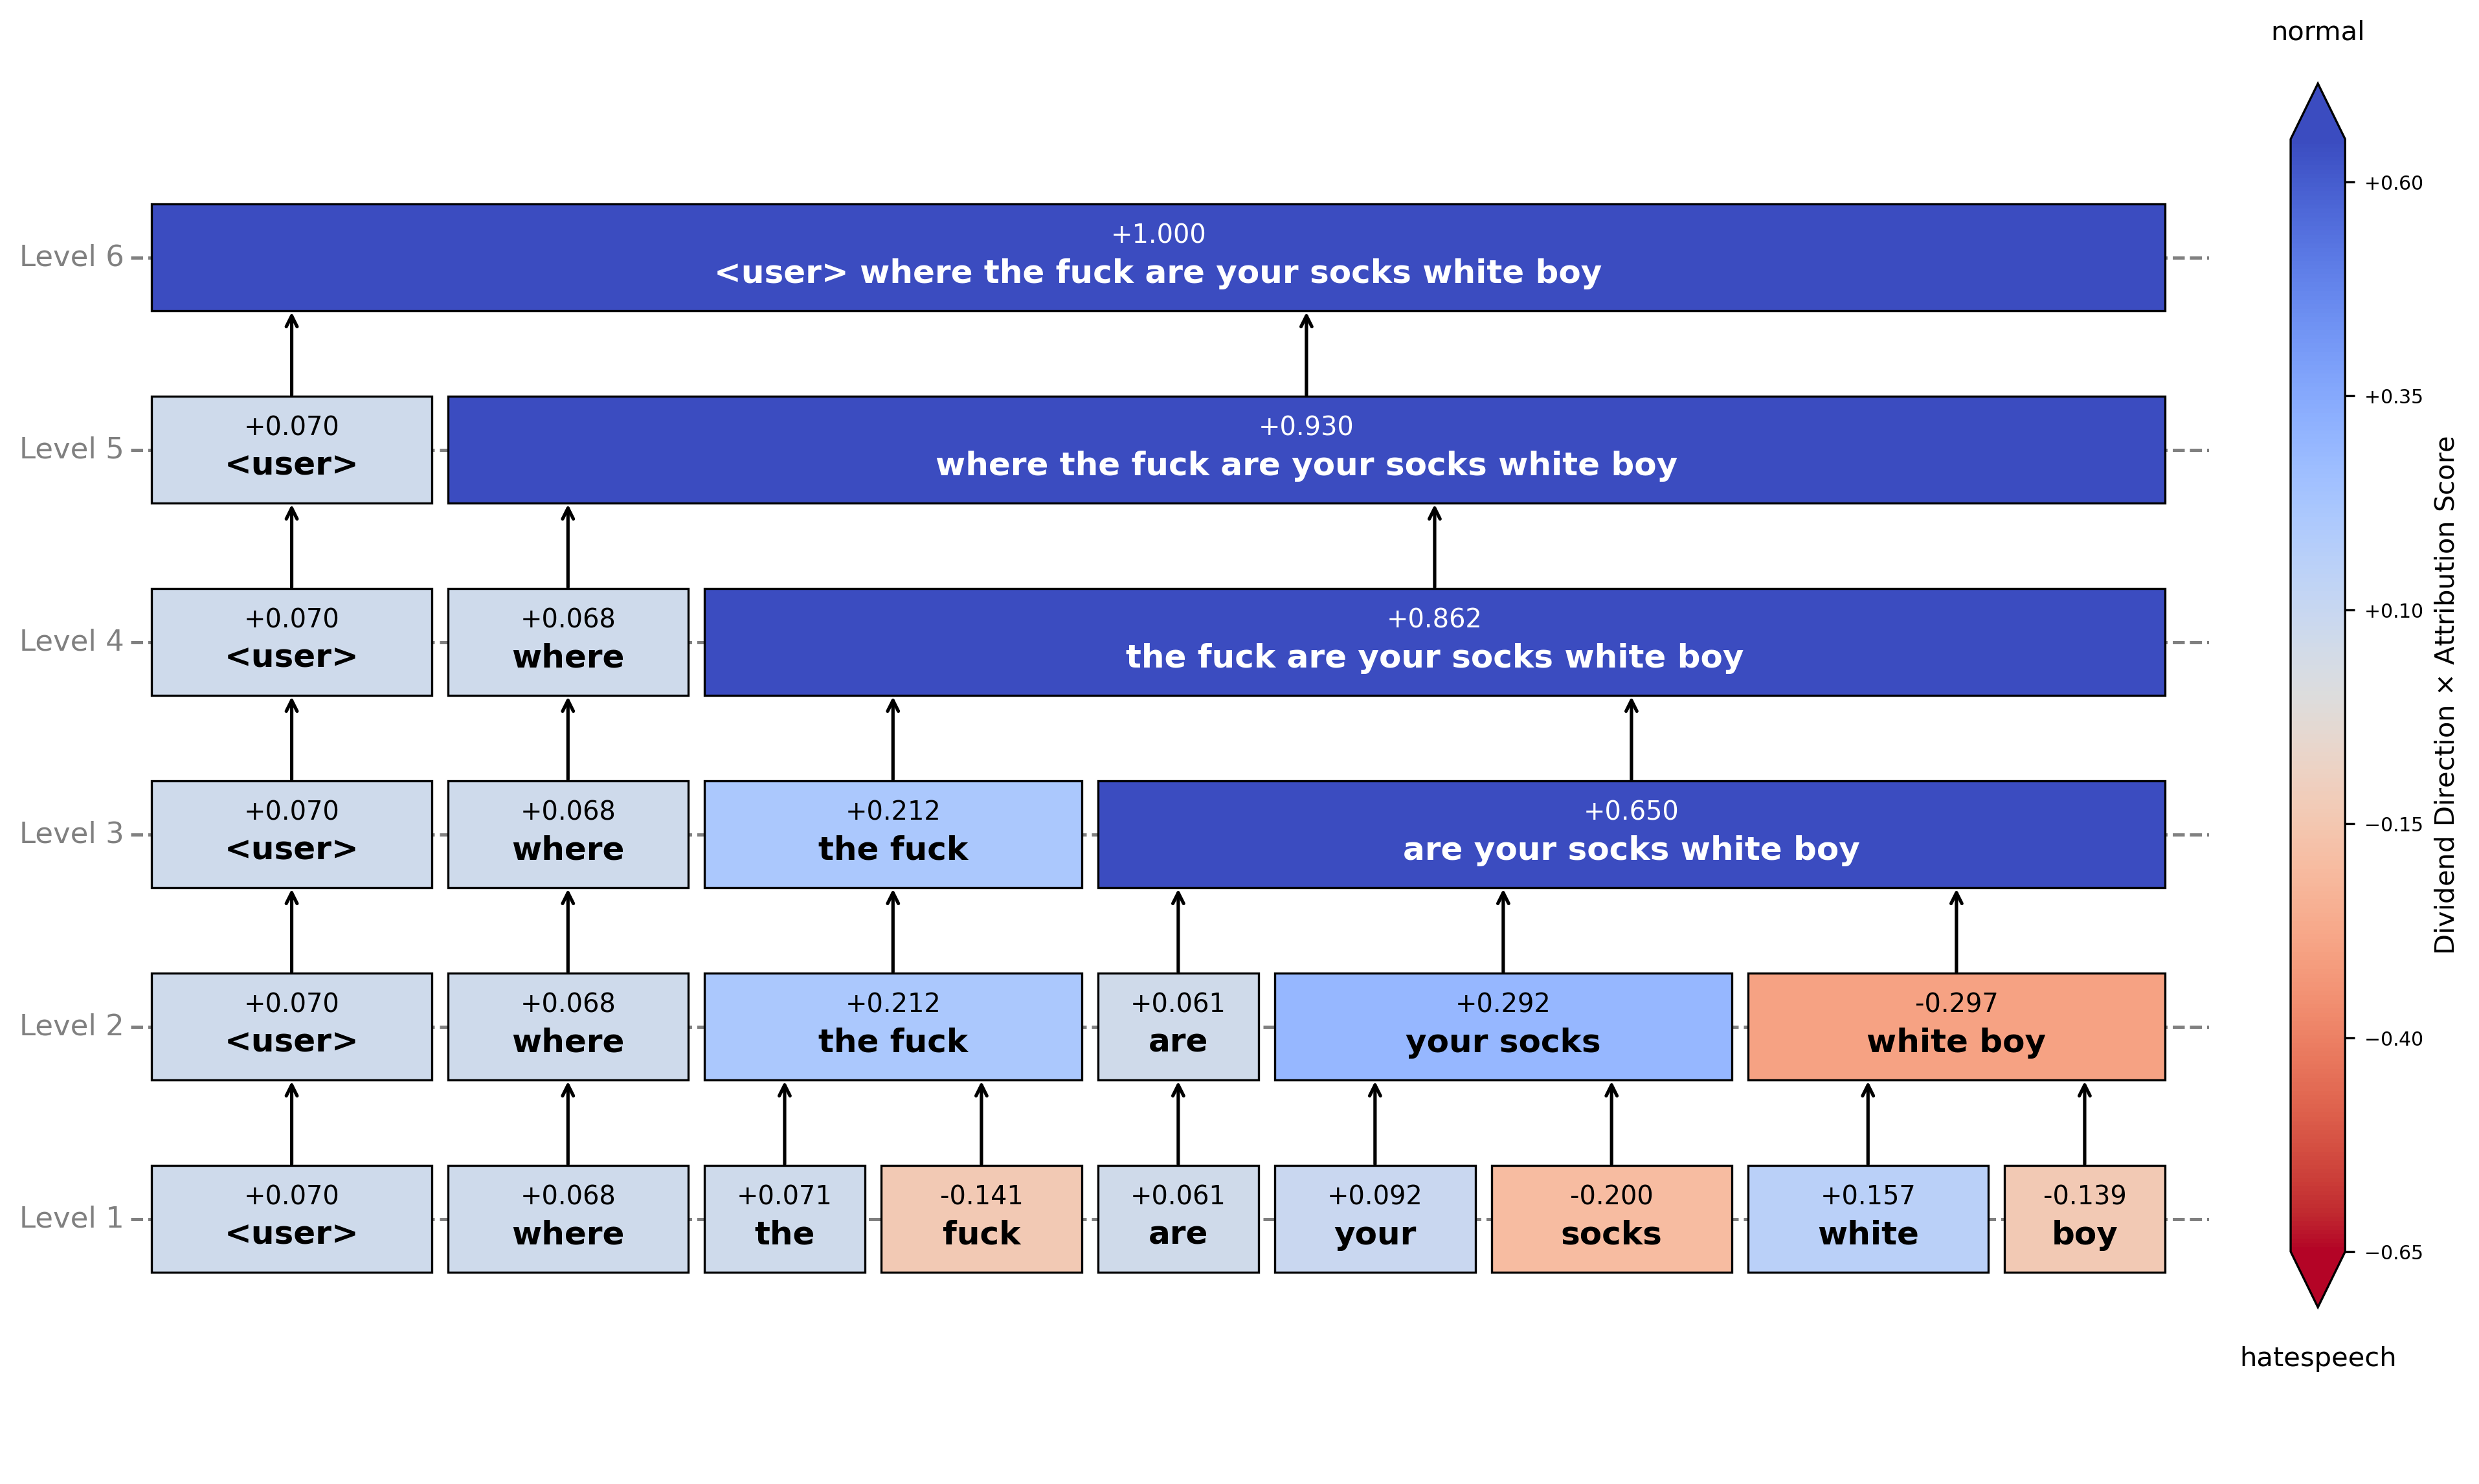 normal
Level 6
+1.000
<user> where the fuck are your socks white boy
Level 5
+0.070
<user>
+0.930
where the fuck are your socks white boy
Level 4
+0.070
<user>
+0.068
where
+0.862
the fuck are your socks white boy
Level 3
+0.070
<user>
+0.068
where
+0.212
the fuck
+0.650
are your socks white boy
Level 2
+0.070
<user>
+0.068
where
+0.212
the fuck
+0.061
are
+0.292
your socks
-0.297
white boy
Level 1
+0.070
<user>
+0.068
where
+0.071
the
-0.141
fuck
+0.061
are
+0.092
your
-0.200
socks
+0.157
white
-0.139
boy
+0.60
+0.35
+0.10
−0.15
−0.40
−0.65
Dividend Direction × Attribution Score
hatespeech